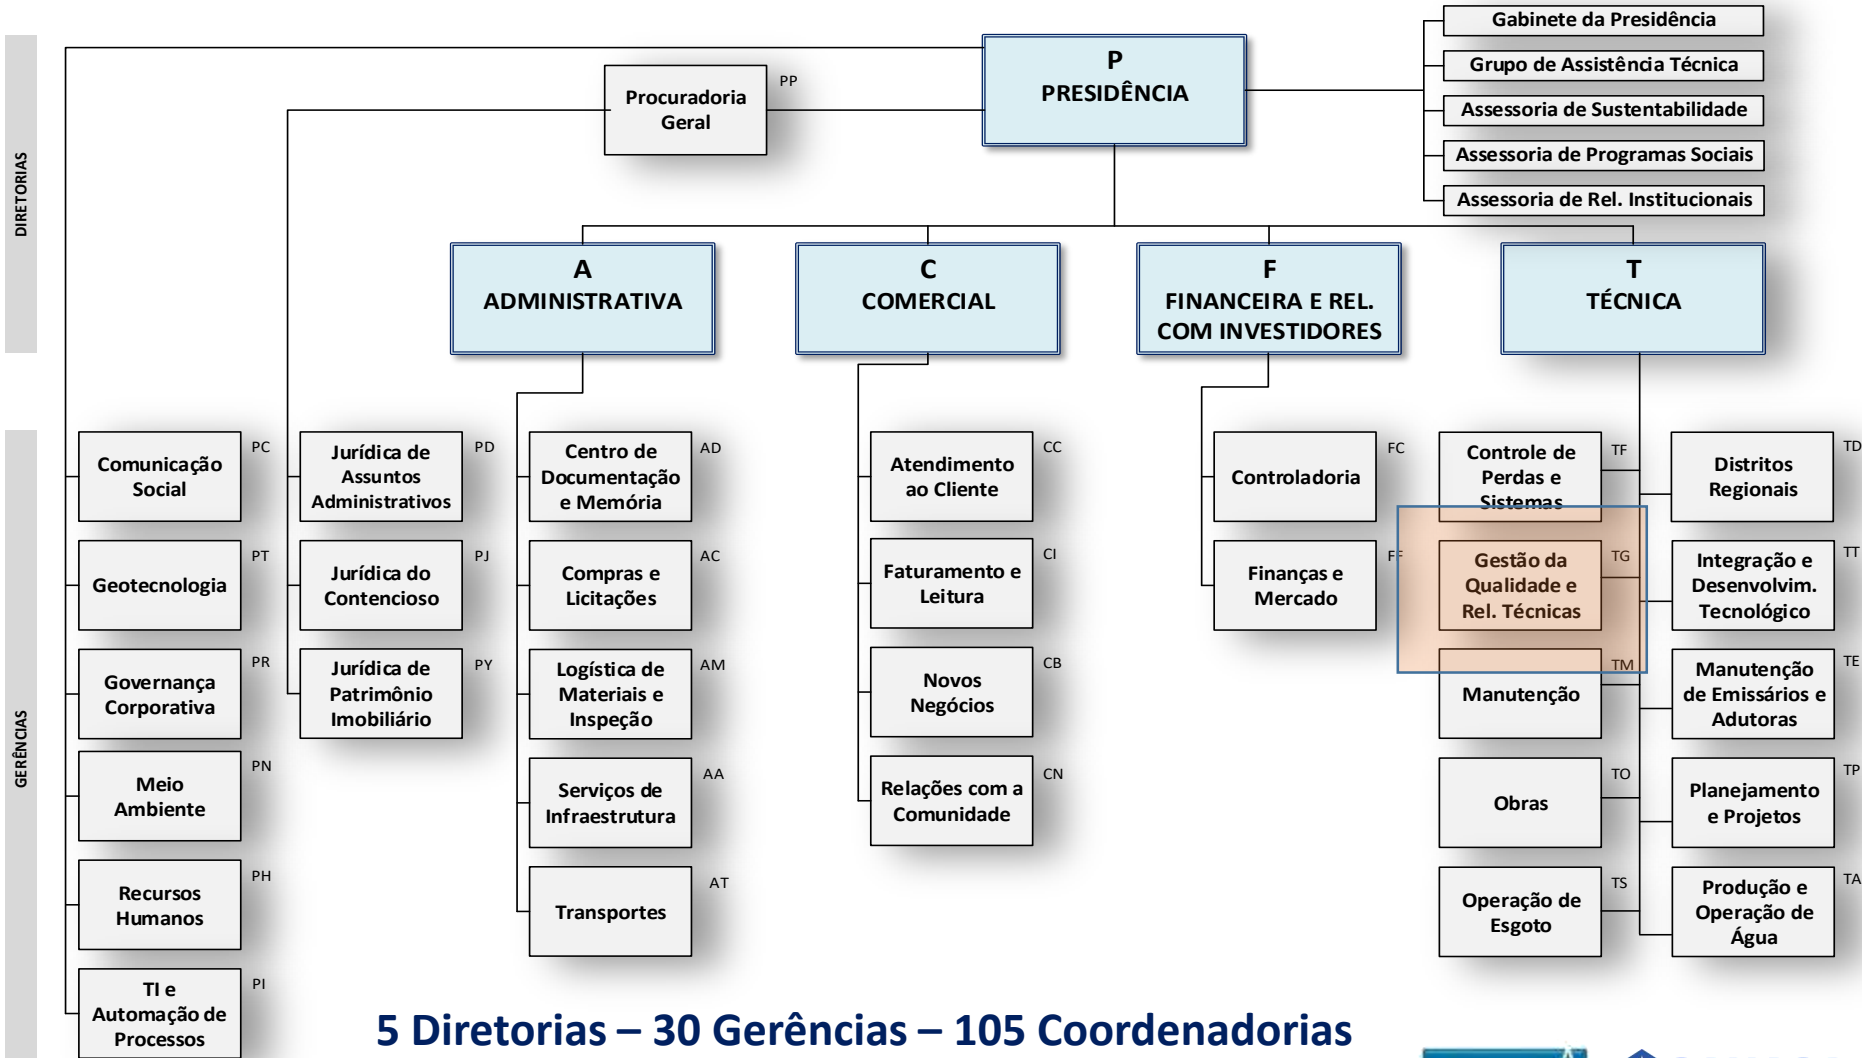 Gabinete da Presidência
Grupo de Assistência Técnica
Assessoria de Sustentabilidade
Assessoria de Programas Sociais
Assessoria de Rel. Institucionais
P
PRESIDÊNCIA
Procuradoria
Geral
PP
DIRETORIAS
A
ADMINISTRATIVA
C
COMERCIAL
F
FINANCEIRA E REL.
COM INVESTIDORES
T
TÉCNICA
GERÊNCIAS
Comunicação
Social
PC
Geotecnologia
PT
Governança
Corporativa
PR
Meio
Ambiente
PN
Recursos
Humanos
PH
TI e
Automação de
Processos
PI
Jurídica de
Assuntos
Administrativos
PD
Jurídica do
Contencioso
PJ
Jurídica de
Patrimônio
Imobiliário
PY
Centro de
Documentação
e Memória
AD
Compras e
Licitações
AC
Logística de
Materiais e
Inspeção
AM
Serviços de
Infraestrutura
AA
Transportes
AT
Atendimento
ao Cliente
CC
Faturamento e
Leitura
CI
Novos
Negócios
CB
Relações com a
Comunidade
CN
Controladoria
FC
Finanças e
Mercado
FF
Controle de
Perdas e
Sistemas
TF
Gestão da
Qualidade e
Rel. Técnicas
TG
Manutenção
TM
Obras
TO
Operação de
Esgoto
TS
Distritos
Regionais
TD
Integração e
Desenvolvim.
Tecnológico
TT
Manutenção
de Emissários e
Adutoras
TE
Planejamento
e Projetos
TP
Produção e
Operação de
Água
TA
5 Diretorias – 30 Gerências – 105 Coordenadorias